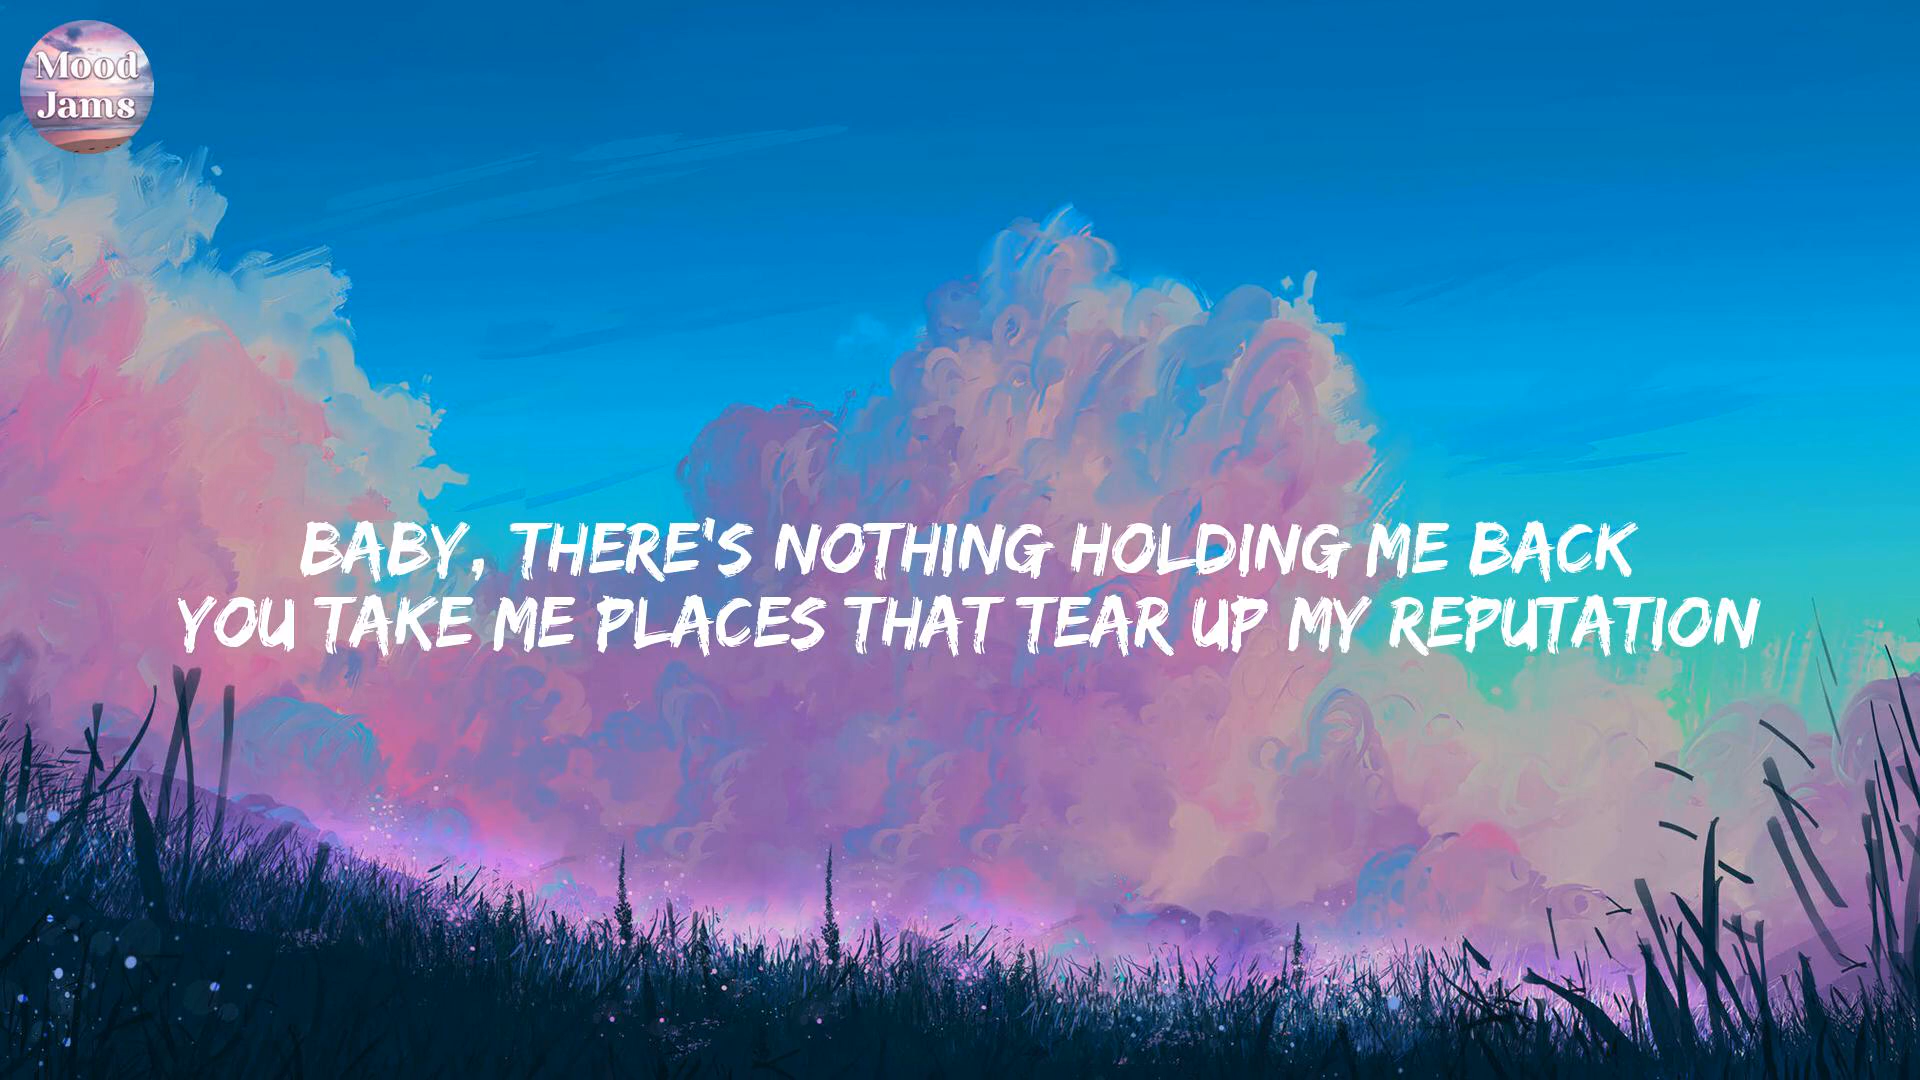 Mood
Jams
BABY, THERE'S NOTHING HOLDING ME BACK
YOU TAKE ME PLACES THAT TEAR UP MY REPUTATION